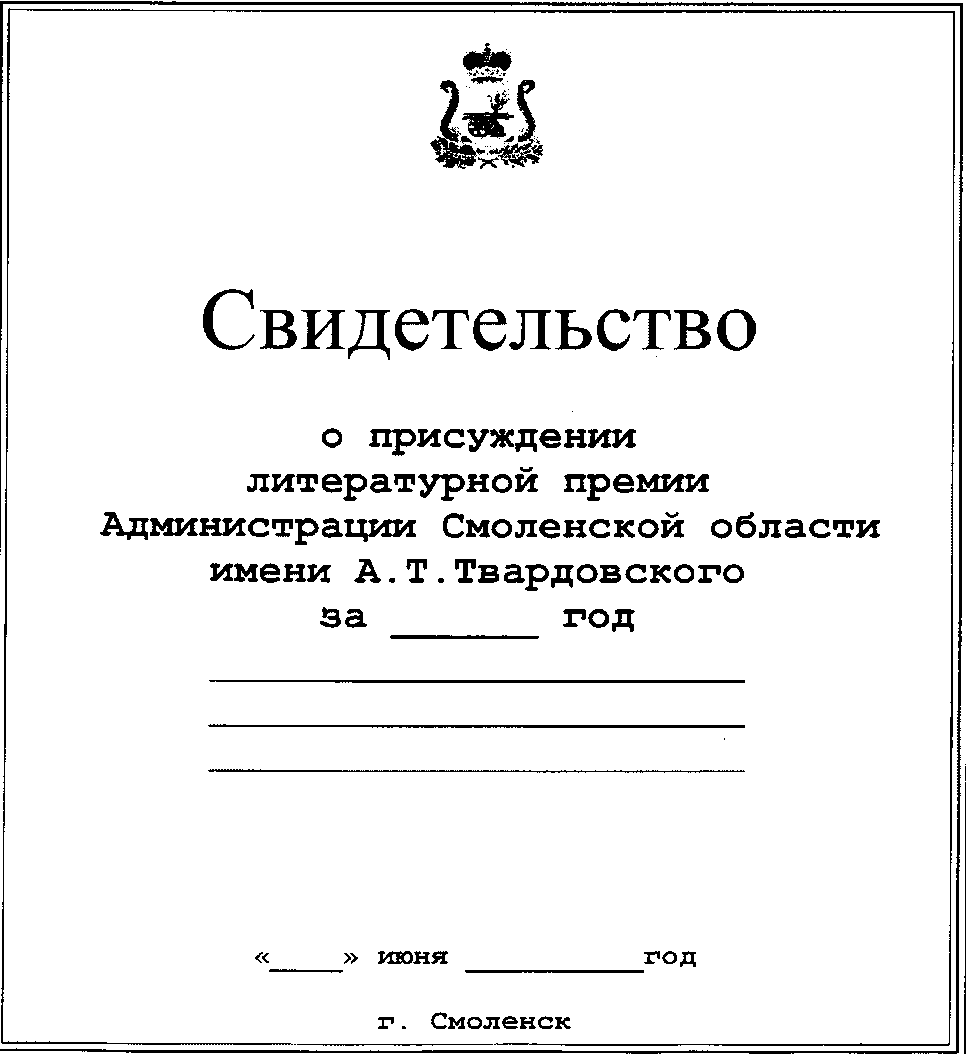 Свидетельство
о присуждении
литературной премии
Администрации Смоленской области
имени А.Т.Твардовского
за ______ год
«____» июня __________год
г. Смоленск